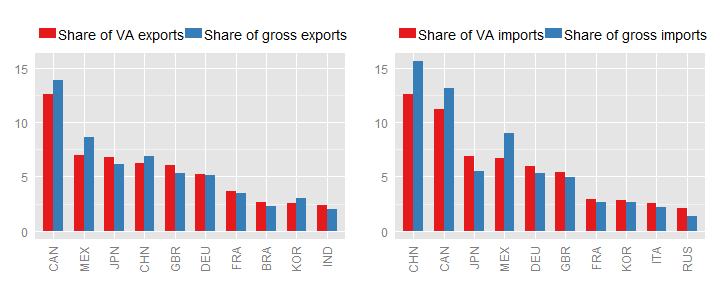 Share of VA exports Share of gross exports Share of VA imports Share of gross imports
15 15
10 10
5 5
0 0
CAN MEX JPN CHN GBR DEU FRA BRA KOR IND CHN CAN JPN MEX DEU GBR FRA KOR ITA RUS